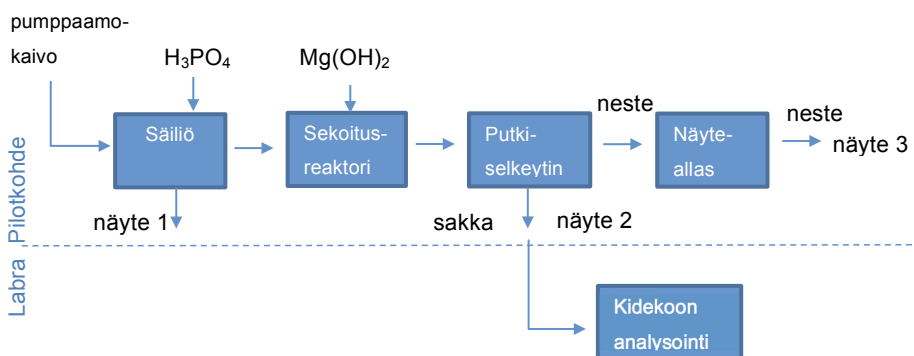 pumppaamo-
kaivo
H₃PO₄
Mg(OH)₂
Säiliö
Sekoitus-
reaktori
Putki-
selkeytin
neste
Näyte-
allas
neste
näyte 3
näyte 1
sakka
näyte 2
Pilotkohde
Labra
Kidekoon
analysointi